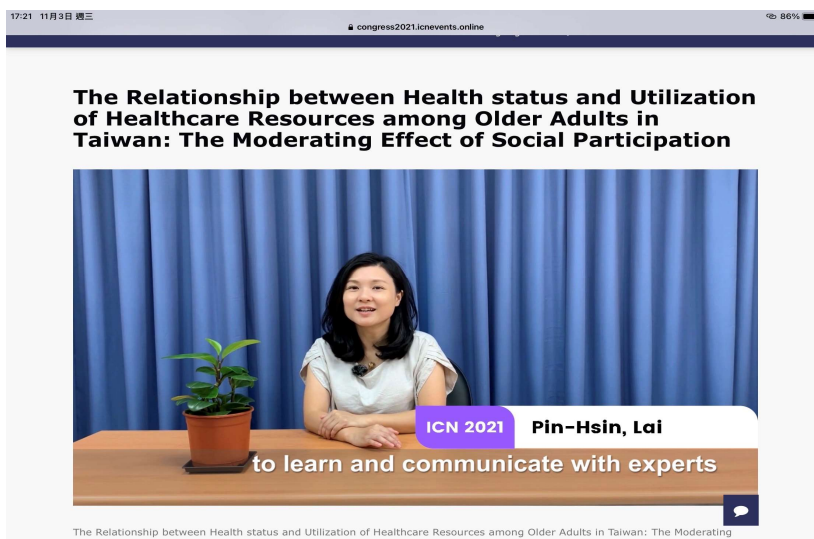 17:21 11月3日 週三
congress2021.icnevents.online
86%
The Relationship between Health status and Utilization
of Healthcare Resources among Older Adults in
Taiwan: The Moderating Effect of Social Participation
ICN 2021 Pin-Hsin, Lai
to learn and communicate with experts
The Relationship between Health status and Utilization of Healthcare Resources among Older Adults in Taiwan: The Moderating